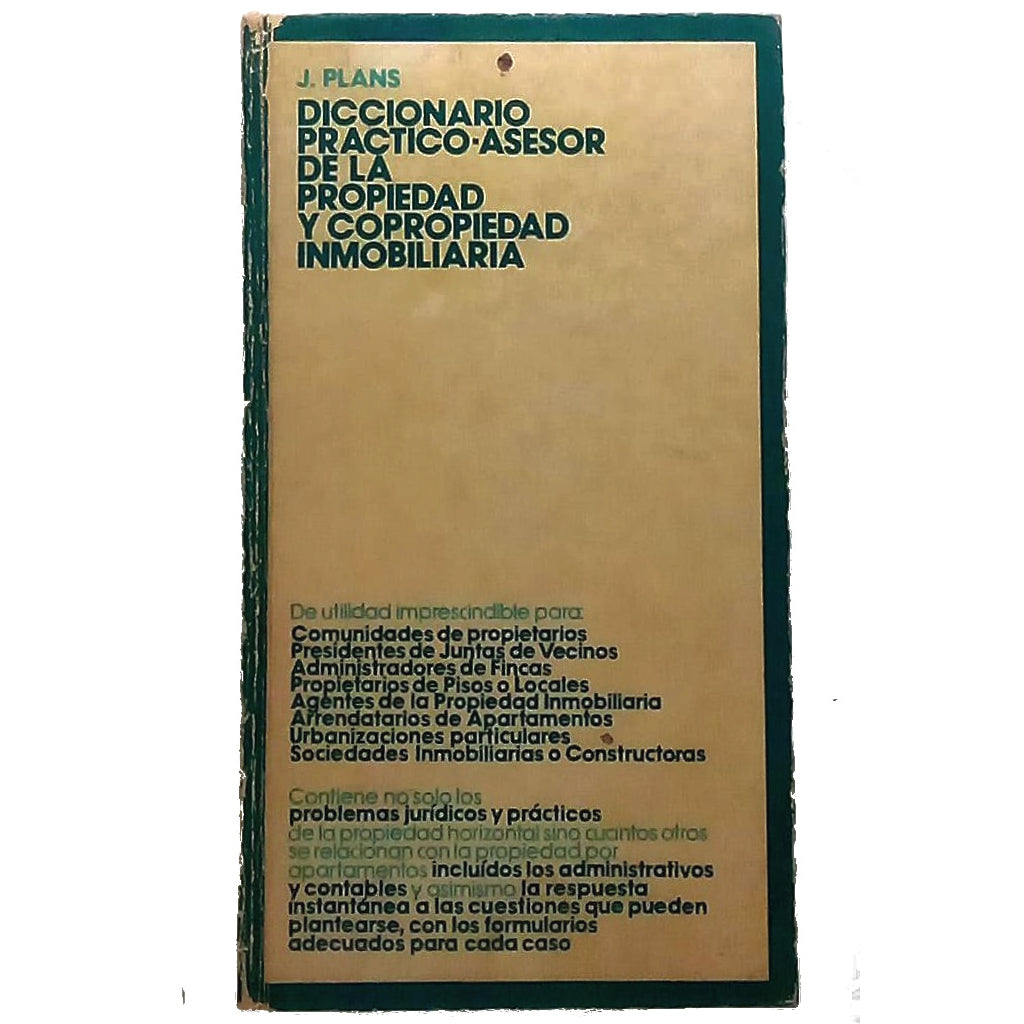 J. PLANS
DICCIONARIO
PRACTICO-ASESOR
DE LA
PROPIEDAD
Y COPROPIEDAD
INMOBILIARIA
De utilidad imprescindible para:
Comunidades de propietarios
Presidentes de Juntas de Vecinos
Administradores de Fincas
Propietarios de Pisos o Locales
Agentes de la Propiedad Inmobiliaria
Arrendatarios de Apartamentos
Urbanizaciones particulares
Sociedades Inmobiliarias o Constructoras
Contiene no solo los
problemas jurídicos y prácticos
de la propiedad horizontal sino cuantos otros
se relacionan con la propiedad por
apartamentos incluídos los administrativos
y contables y asimismo la respuesta
instantánea a las cuestiones que pueden
plantearse, con los formularios
adecuados para cada caso